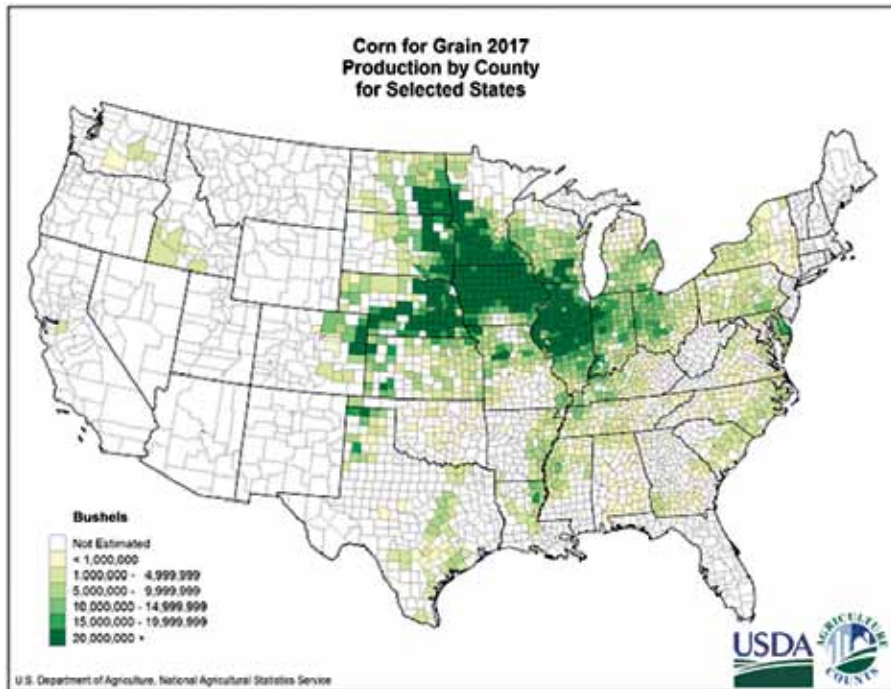 Corn for Grain 2017
Production by County
for Selected States
Bushels
Not Estimated
< 1,000,000
1,000,000 - 4,999,999
5,000,000 - 9,999,999
10,000,000 - 14,999,999
15,000,000 - 19,999,999
20,000,000 +
USDA
AGRICULTURE
COUNTS
U.S. Department of Agriculture, National Agricultural Statistics Service